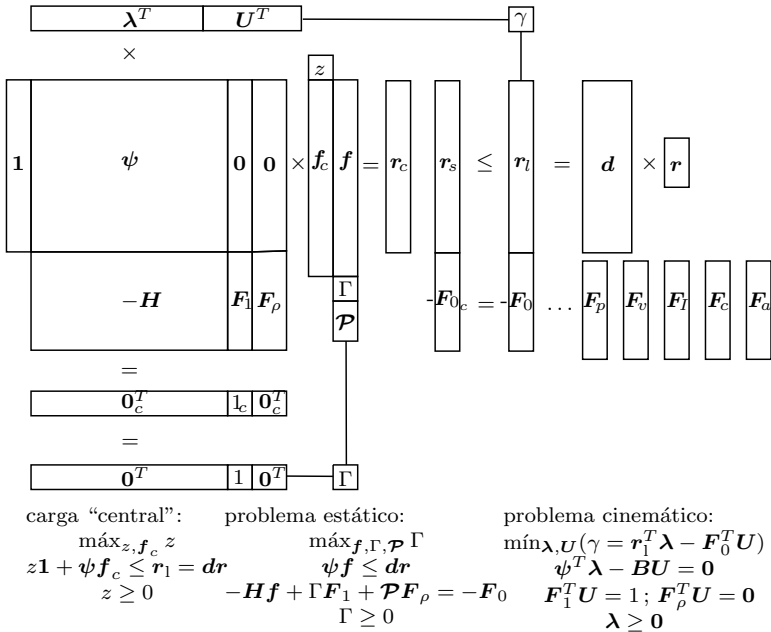 λ^T U^T γ
×
z
1 ψ 0 0 × f_c f = r_c r_s ≤ r_l = d × r
−H F_1 F_ρ Γ -F_{0c} = -F_0 … F_p F_v F_I F_c F_a
𝓟
=
0_c^T 1_c 0_c^T
=
0^T 1 0^T Γ
carga “central”:
máx_{z,f_c} z
z1 + ψf_c ≤ r_l = dr
z ≥ 0
problema estático:
máx_{f,Γ,𝓟} Γ
ψf ≤ dr
−Hf + ΓF_1 + 𝓟F_ρ = −F_0
Γ ≥ 0
problema cinemático:
mín_{λ,U}(γ = r_l^T λ − F_0^T U)
ψ^T λ − BU = 0
F_1^T U = 1 ; F_ρ^T U = 0
λ ≥ 0